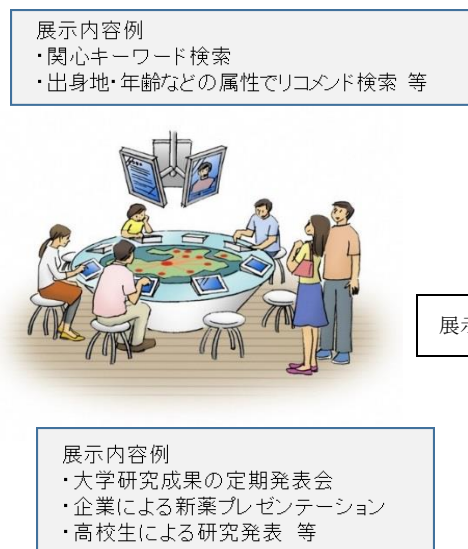 展示内容例
・関心キーワード検索
・出身地・年齢などの属性でリコメンド検索 等
展示
展示内容例
・大学研究成果の定期発表会
・企業による新薬プレゼンテーション
・高校生による研究発表 等